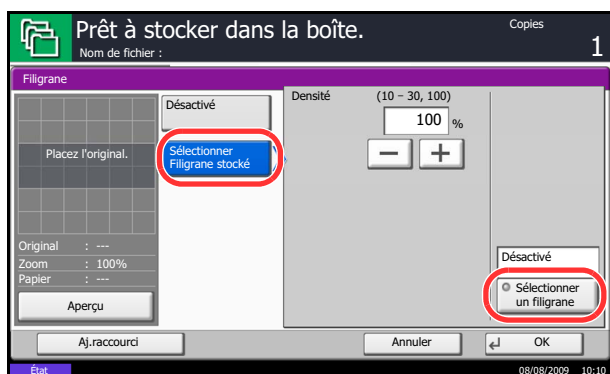 Prêt à stocker dans la boîte.
Nom de fichier :
Copies
1
Filigrane
Placez l'original.
Original : ---
Zoom : 100%
Papier : ---
Aperçu
Désactivé
Sélectionner
Filigrane stocké
Densité
(10 – 30, 100)
100 %
Désactivé
Sélectionner
un filigrane
Aj.raccourci
Annuler
OK
État
08/08/2009 10:10